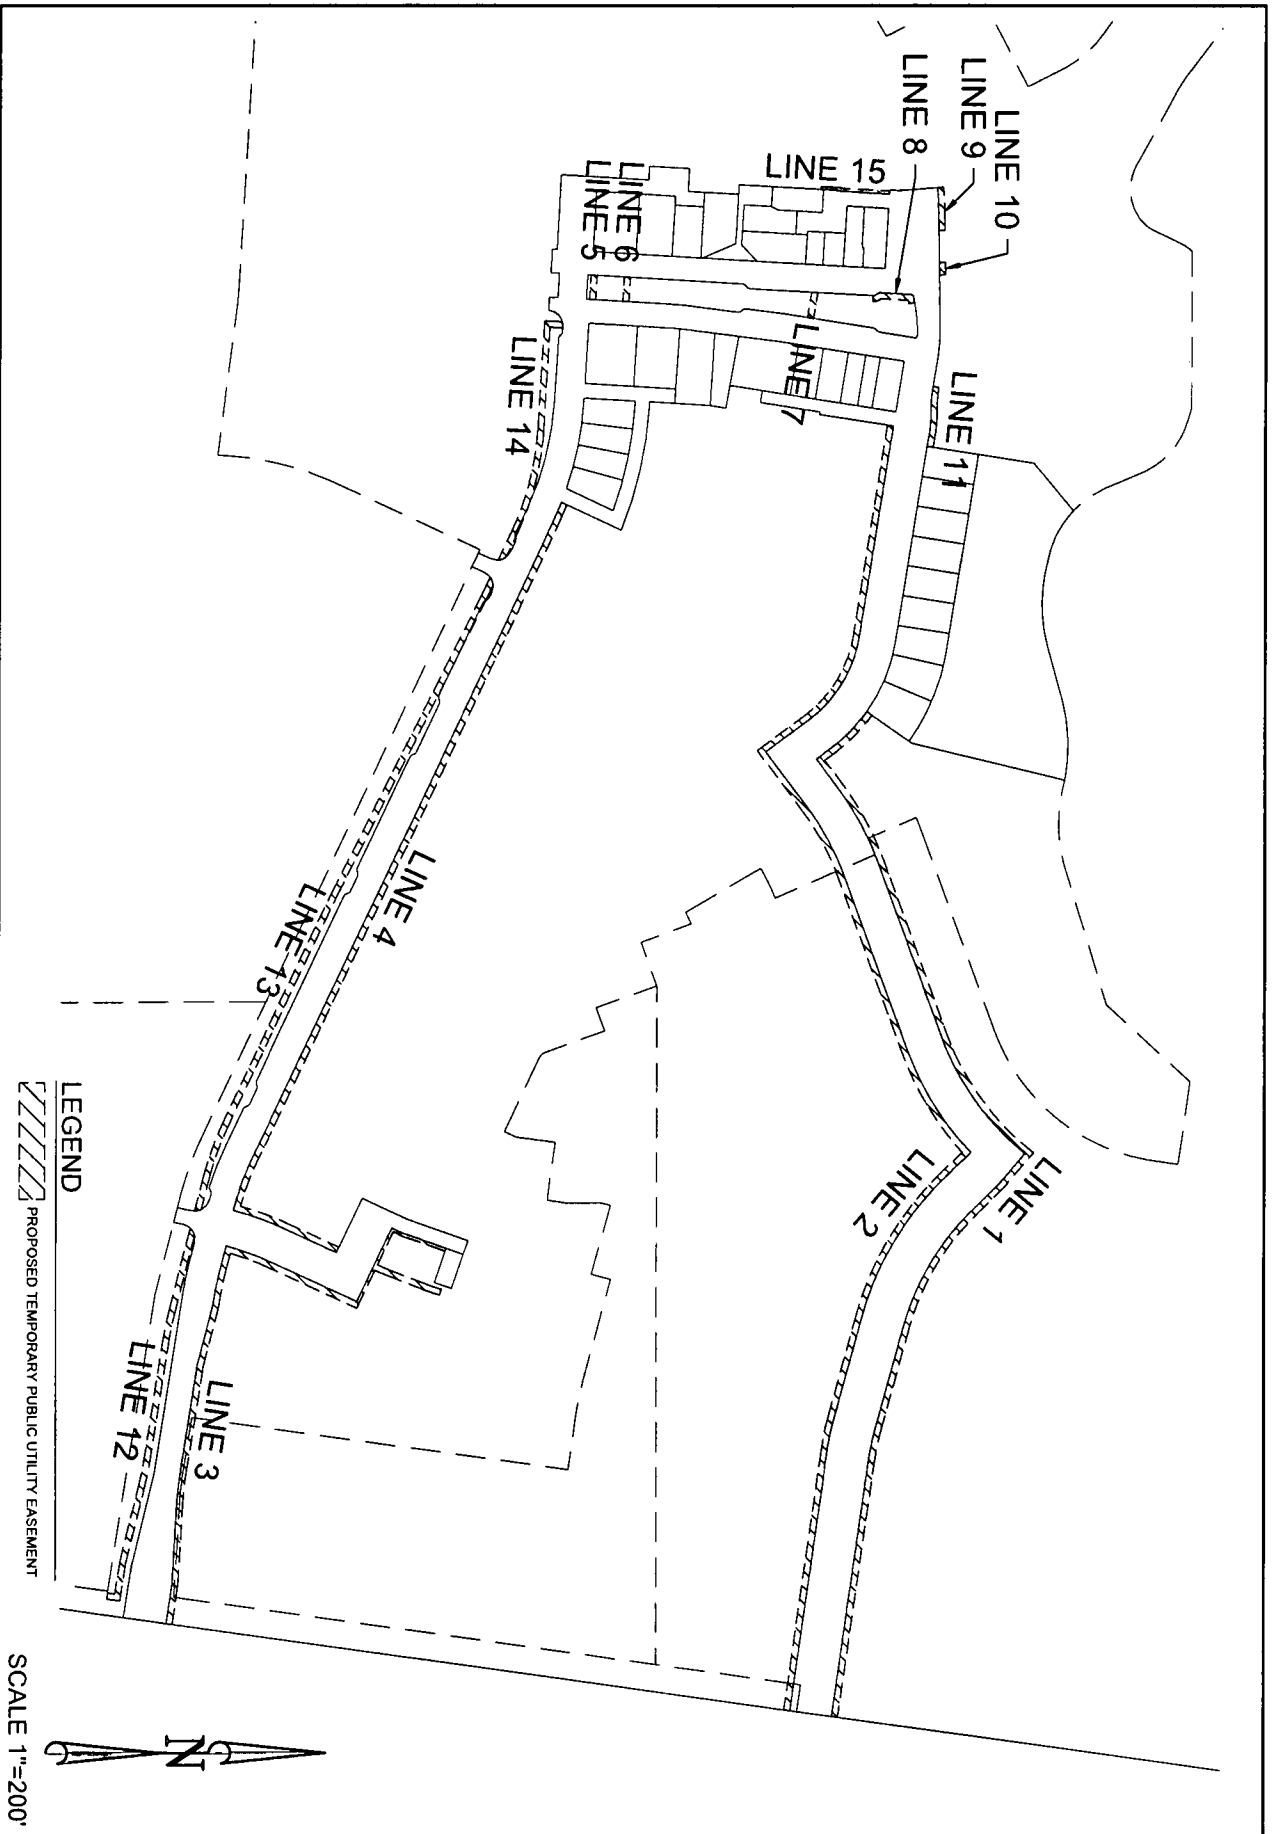 LINE 10
LINE 9
LINE 8
LINE 15
LINE 6
LINE 5
LINE 7
LINE 11
LINE 14
LINE 4
LINE 13
LINE 1
LINE 2
LINE 3
LINE 12
LEGEND
PROPOSED TEMPORARY PUBLIC UTILITY EASEMENT
N
SCALE 1"=200'